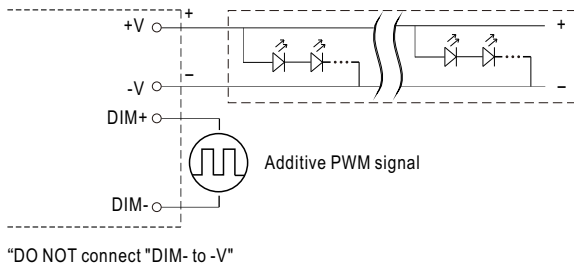 +V +
-V −
DIM+
DIM-
Additive PWM signal
+
−
“DO NOT connect "DIM- to -V"